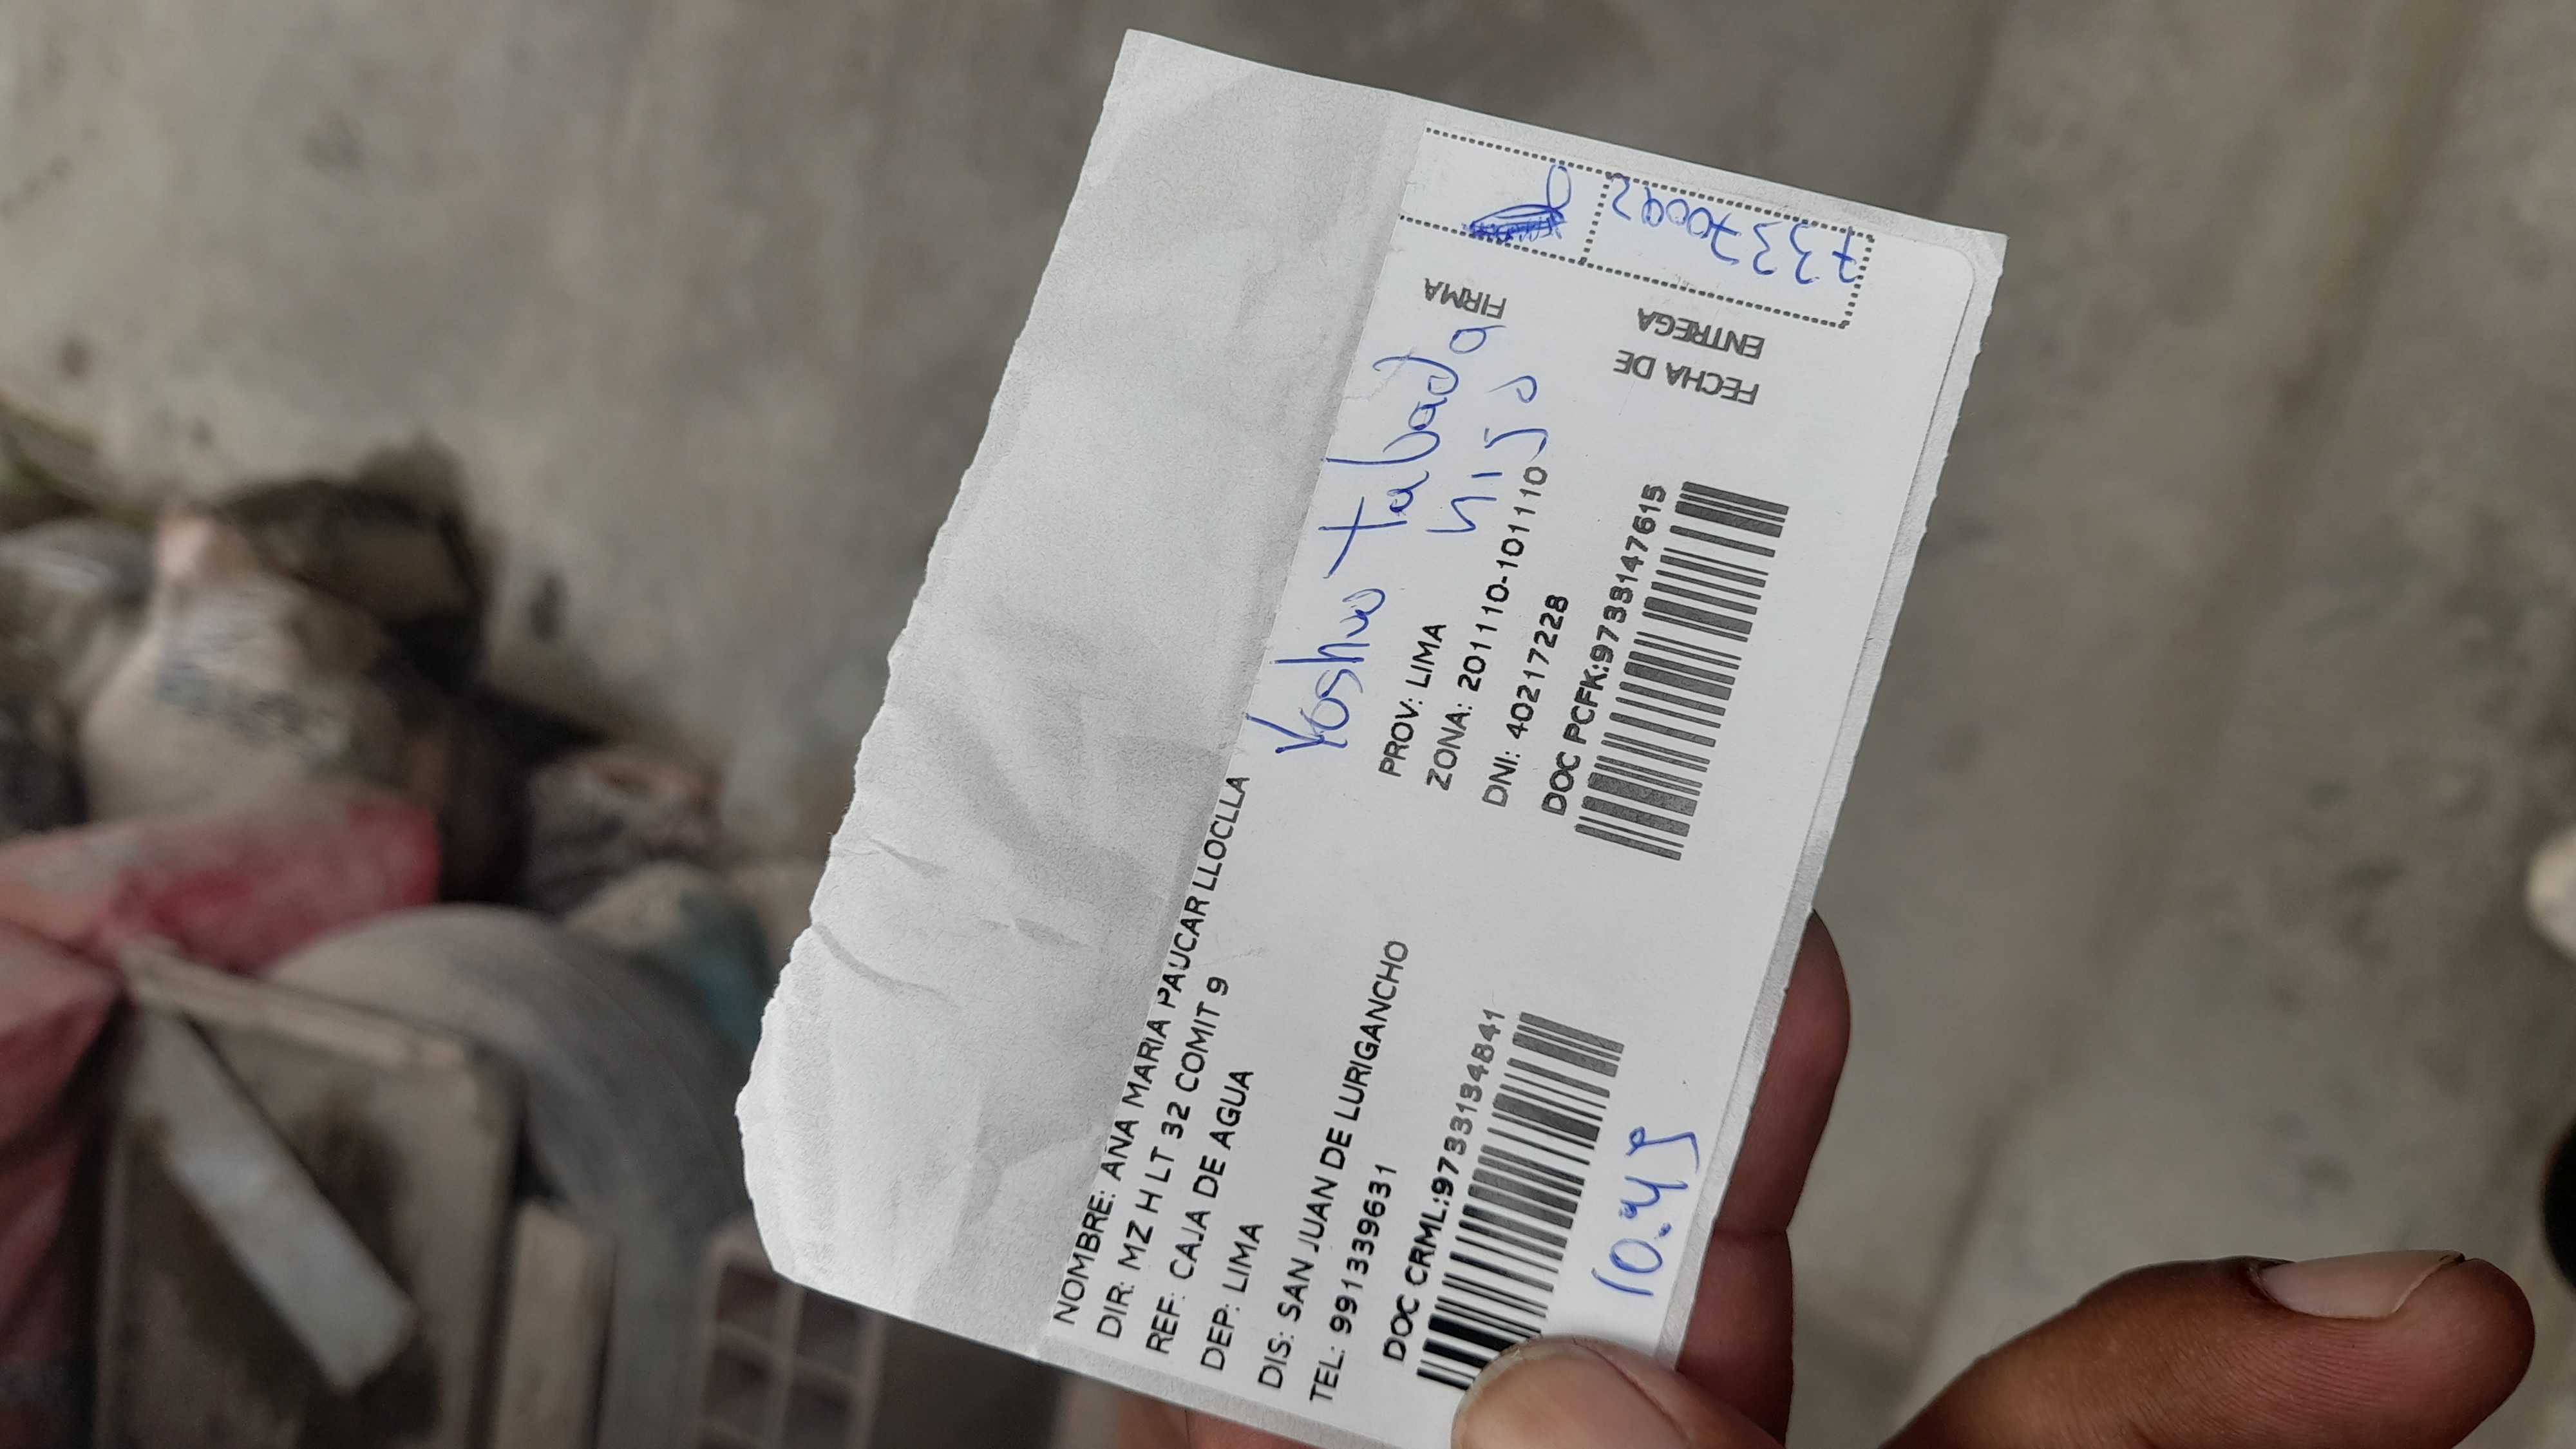 NOMBRE: ANA MARIA PAUCAR LLOCLLA
DIR: MZ H LT 32 COMIT 9
REF: CAJA DE AGUA
DEP: LIMA
PROV: LIMA
DIS: SAN JUAN DE LURIGANCHO
ZONA: 201110-101110
TEL: 991339631
DNI: 40217228
DOC CRML:9733134841
DOC PCFK:9733147615
10:45
Yoshua taboada
hijo
FIRMA
FECHA DE
ENTREGA